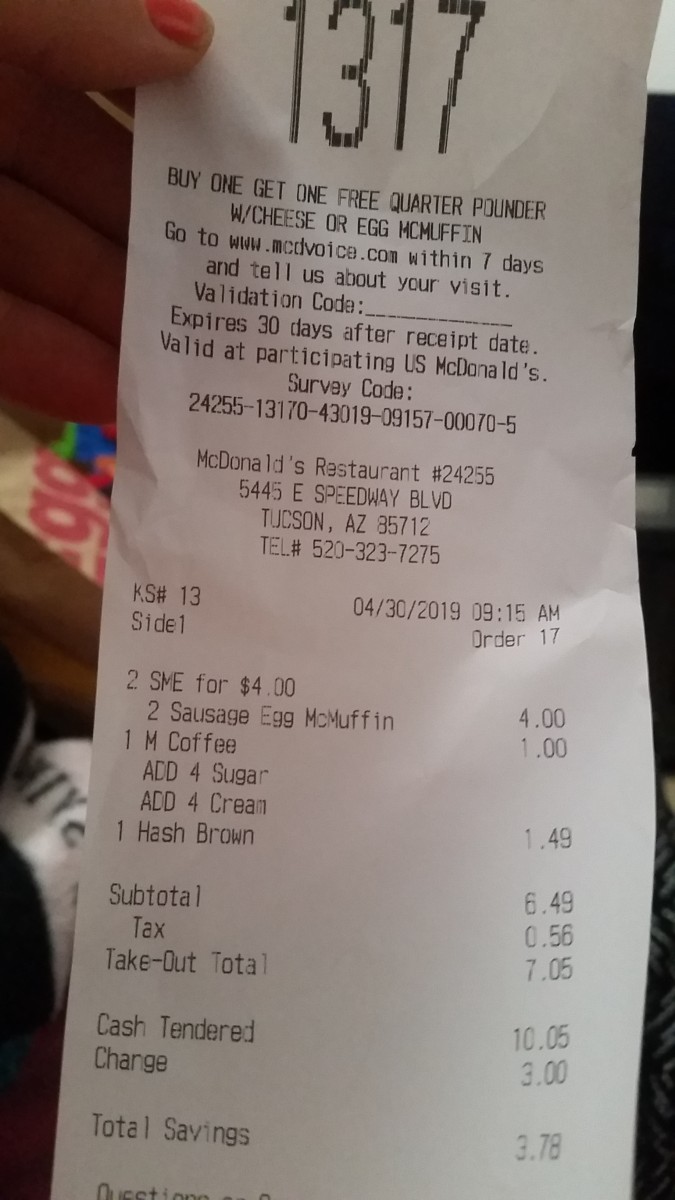 1317
BUY ONE GET ONE FREE QUARTER POUNDER
W/CHEESE OR EGG MCMUFFIN
Go to www.mcdvoice.com within 7 days
and tell us about your visit.
Validation Code:______________
Expires 30 days after receipt date.
Valid at participating US McDonald's.
Survey Code:
24255-13170-43019-09157-00070-5
McDonald's Restaurant #24255
5445 E SPEEDWAY BLVD
TUCSON, AZ 85712
TEL# 520-323-7275
KS# 13 04/30/2019 09:15 AM
Side1 Order 17
2 SME for $4.00
2 Sausage Egg McMuffin 4.00
1 M Coffee 1.00
ADD 4 Sugar
ADD 4 Cream
1 Hash Brown 1.49
Subtotal 6.49
Tax 0.56
Take-Out Total 7.05
Cash Tendered 10.05
Change 3.00
Total Savings 3.78